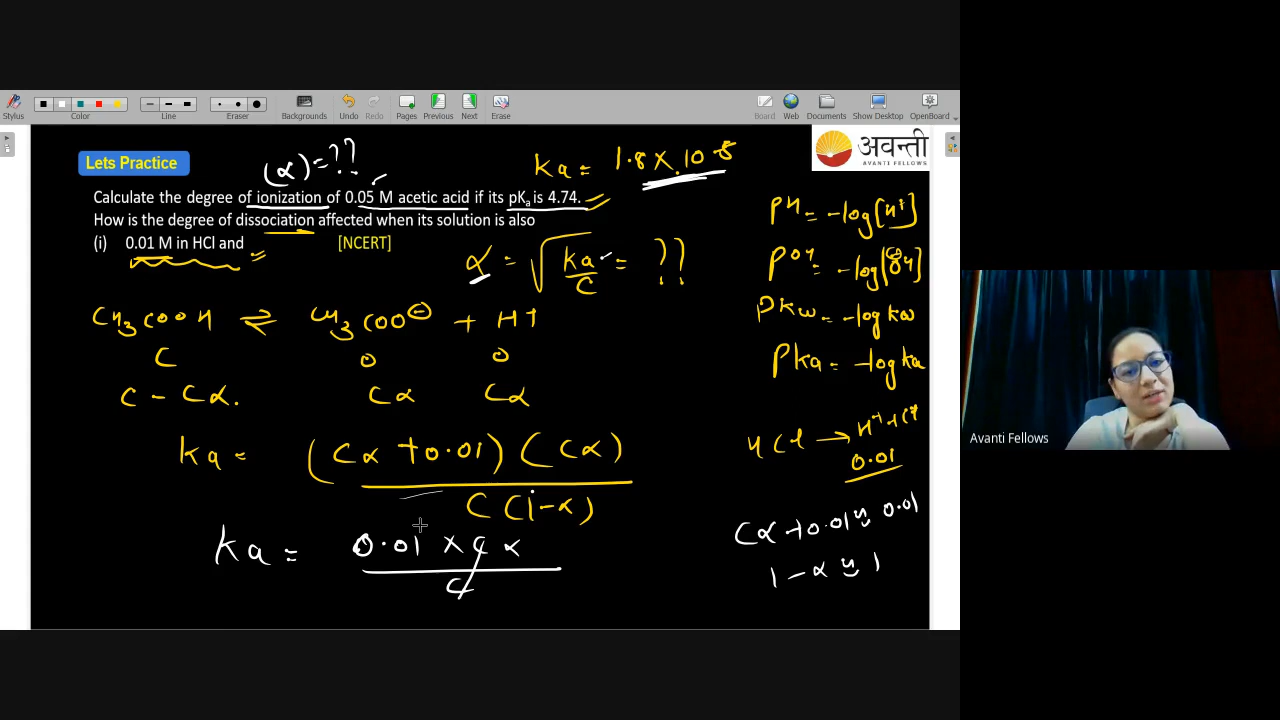 Stylus
Color
Line
Eraser
Backgrounds
Undo
Redo
Pages
Previous
Next
Erase
Board
Web
Documents
Show Desktop
OpenBoard
अवन्ती
AVANTI FELLOWS
Lets Practice
(α) = ??
Ka = 1.8 X 10⁻⁵
Calculate the degree of ionization of 0.05 M acetic acid if its pKₐ is 4.74.
How is the degree of dissociation affected when its solution is also
(i) 0.01 M in HCl and [NCERT]
α = √Ka/C = ??
CH₃COOH ⇌ CH₃COO⊖ + H+
C 0 0
C - Cα. Cα Cα
Ka = (Cα + 0.01) (Cα)
C (1-α)
Ka = 0.01 X C α
C
PH = -log[H⁺]
POH = -log[OH]
PKw = -log Kw
PKa = -log Ka
HCl → H⁺ + Cl⁻
0.01
Cα + 0.01 ≈ 0.01
1 - α ≈ 1
Avanti Fellows